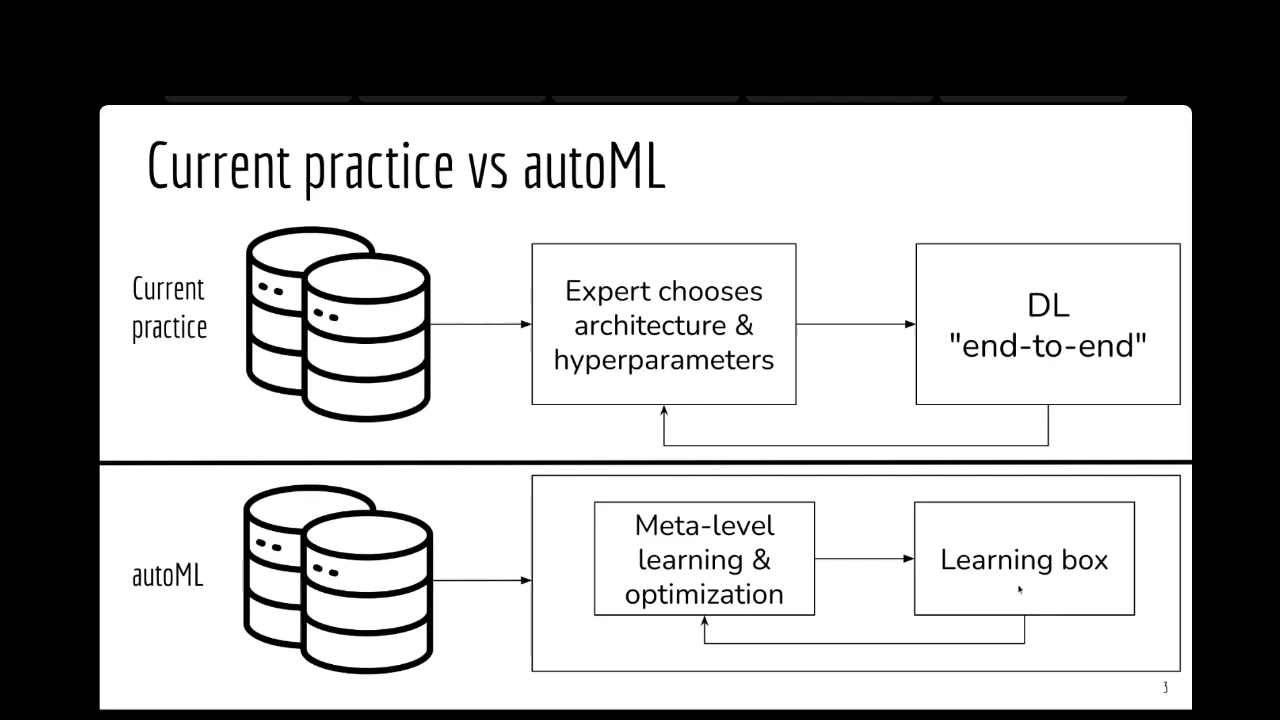 Current practice vs autoML
Current
practice
Expert chooses
architecture &
hyperparameters
DL
"end-to-end"
autoML
Meta-level
learning &
optimization
Learning box
3